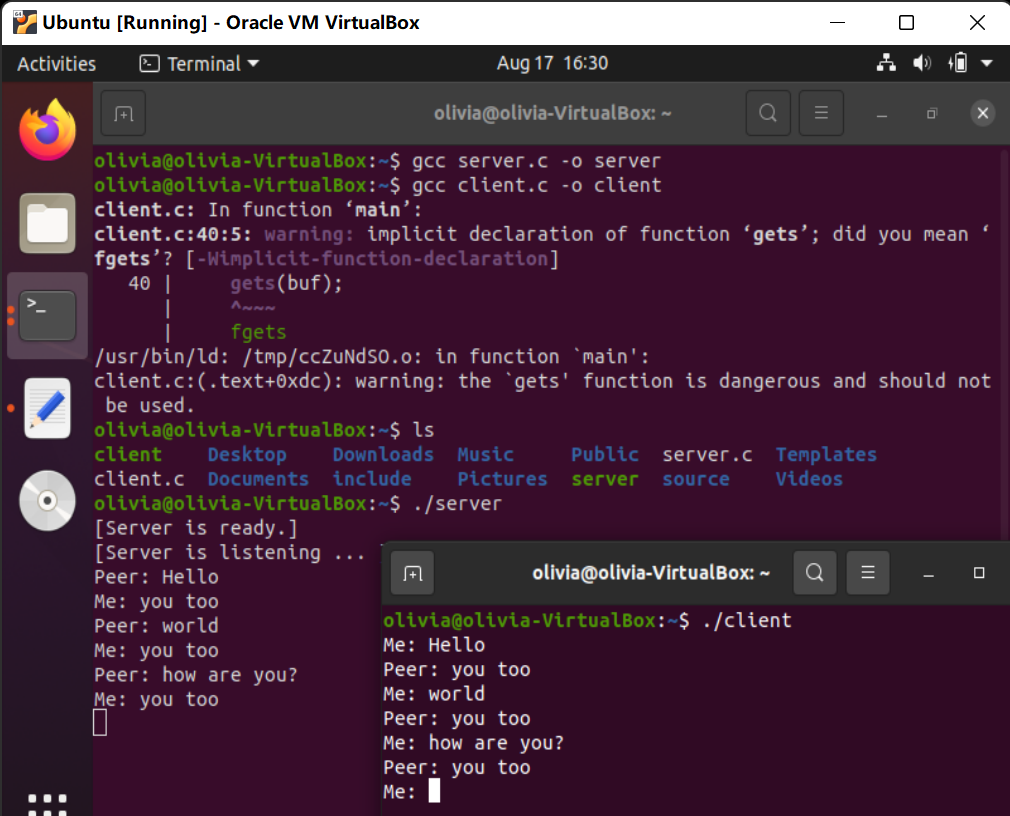 Ubuntu [Running] - Oracle VM VirtualBox
Activities Terminal Aug 17 16:30
olivia@olivia-VirtualBox: ~
olivia@olivia-VirtualBox:~$ gcc server.c -o server
olivia@olivia-VirtualBox:~$ gcc client.c -o client
client.c: In function ‘main’:
client.c:40:5: warning: implicit declaration of function ‘gets’; did you mean ‘
fgets’? [-Wimplicit-function-declaration]
   40 |     gets(buf);
      |     ^~~~
      |     fgets
/usr/bin/ld: /tmp/ccZuNdSO.o: in function `main':
client.c:(.text+0xdc): warning: the `gets' function is dangerous and should not
 be used.
olivia@olivia-VirtualBox:~$ ls
client    Desktop    Downloads  Music     Public  server.c  Templates
client.c  Documents  include    Pictures  server  source    Videos
olivia@olivia-VirtualBox:~$ ./server
[Server is ready.]
[Server is listening ...
Peer: Hello
Me: you too
Peer: world
Me: you too
Peer: how are you?
Me: you too
olivia@olivia-VirtualBox: ~
olivia@olivia-VirtualBox:~$ ./client
Me: Hello
Peer: you too
Me: world
Peer: you too
Me: how are you?
Peer: you too
Me: